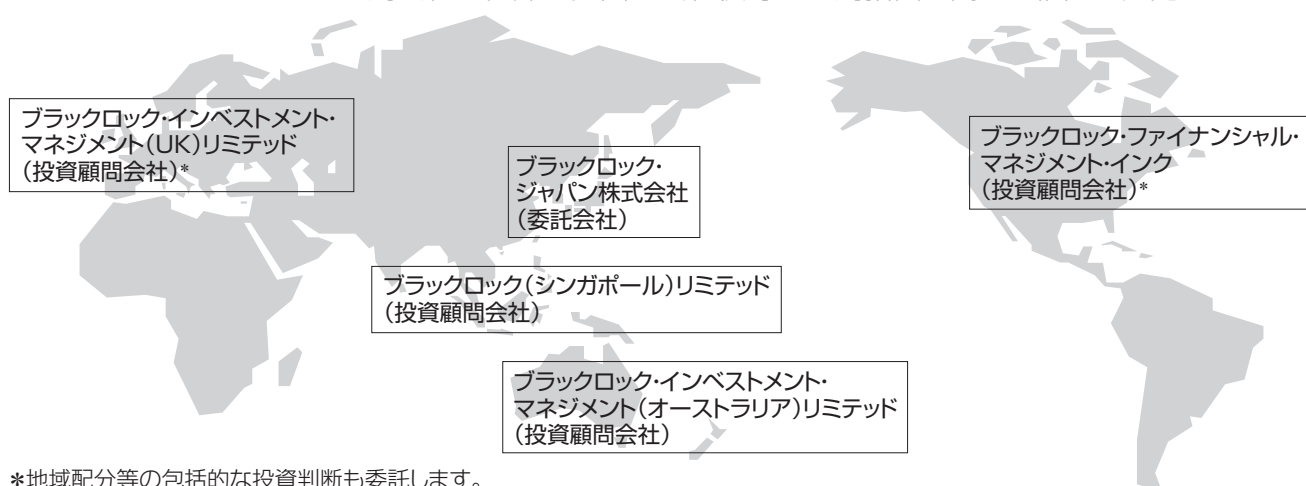 ブラックロック・インベストメント・
マネジメント(UK)リミテッド
(投資顧問会社)*
ブラックロック・
ジャパン株式会社
(委託会社)
ブラックロック・ファイナンシャル・
マネジメント・インク
(投資顧問会社)*
ブラックロック(シンガポール)リミテッド
(投資顧問会社)
ブラックロック・インベストメント・
マネジメント(オーストラリア)リミテッド
(投資顧問会社)
*地域配分等の包括的な投資判断も委託します。